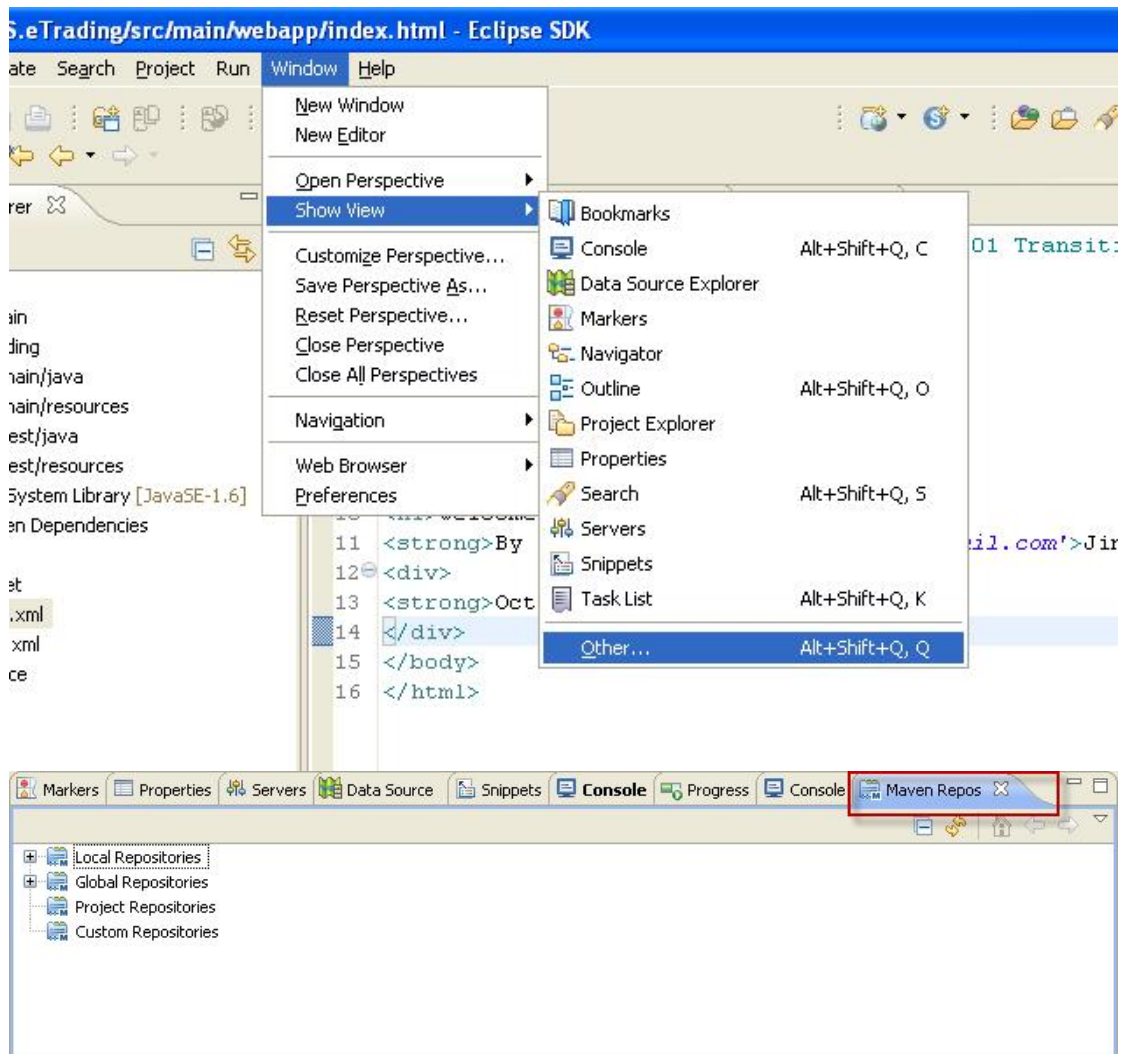 S.eTrading/src/main/webapp/index.html - Eclipse SDK
ate Search Project Run Window Help
New Window
New Editor
Open Perspective
Show View
Customize Perspective...
Save Perspective As...
Reset Perspective...
Close Perspective
Close All Perspectives
Navigation
Web Browser
Preferences
Bookmarks
Console Alt+Shift+Q, C
Data Source Explorer
Markers
Navigator
Outline Alt+Shift+Q, O
Project Explorer
Properties
Search Alt+Shift+Q, S
Servers
Snippets
Task List Alt+Shift+Q, K
Other... Alt+Shift+Q, Q
rer
ain
ding
nain/java
nain/resources
est/java
est/resources
System Library [JavaSE-1.6]
en Dependencies
et
.xml
xml
ce
01 Transiti
11 <strong>By il.com'>Jin
12 <div>
13 <strong>Oct
14 </div>
15 </body>
16 </html>
Markers Properties Servers Data Source Snippets Console Progress Console Maven Repos
Local Repositories
Global Repositories
Project Repositories
Custom Repositories